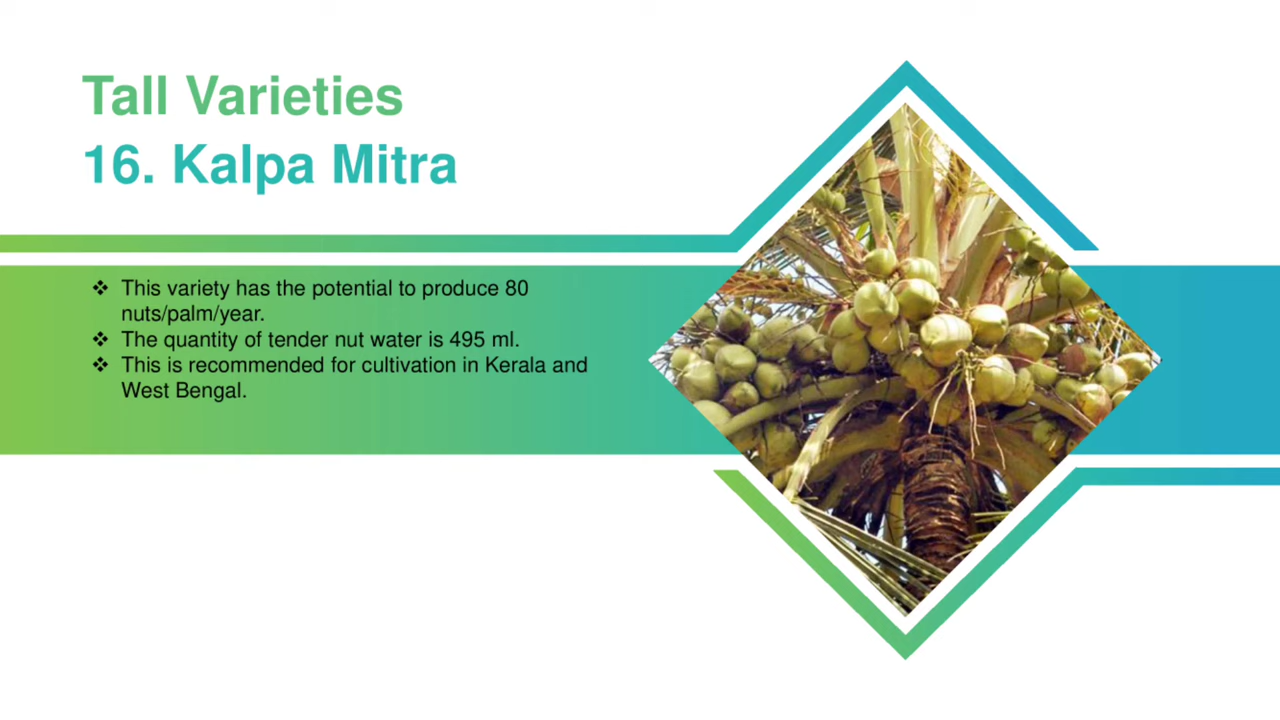 Tall Varieties
16. Kalpa Mitra
❖ This variety has the potential to produce 80
nuts/palm/year.
❖ The quantity of tender nut water is 495 ml.
❖ This is recommended for cultivation in Kerala and
West Bengal.